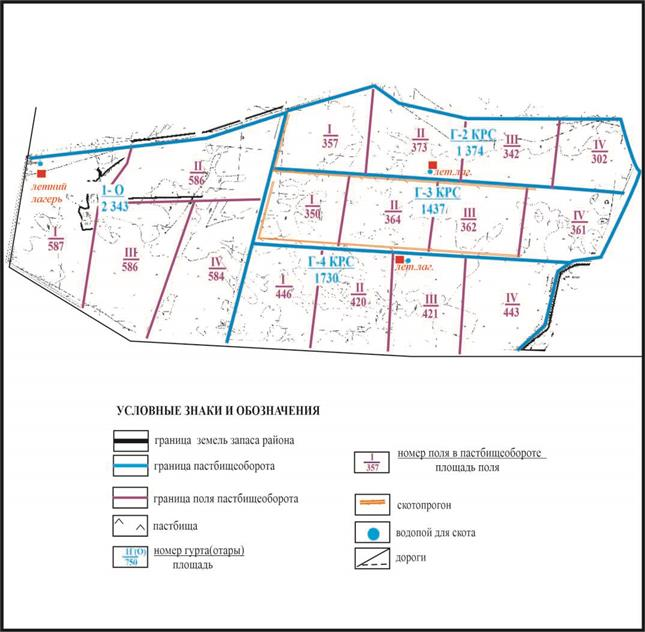 I
357
II
373
Г-2 КРС
1 374
III
342
IV
302
летний
лагерь
1- О
2 343
II
586
I
587
III
586
IV
584
I
350
II
364
лет.лаг.
Г-3 КРС
1437
III
362
IV
361
I
446
Г-4 КРС
1730
II
420
лет.лаг.
III
421
IV
443
УСЛОВНЫЕ ЗНАКИ И ОБОЗНАЧЕНИЯ
граница земель запаса района
граница пастбищеоборота
граница поля пастбищеоборота
пастбища
II (О)
750
номер гурта(отары)
площадь
I
357
номер поля в пастбищеобороте
площадь поля
скотопрогон
водопой для скота
дороги